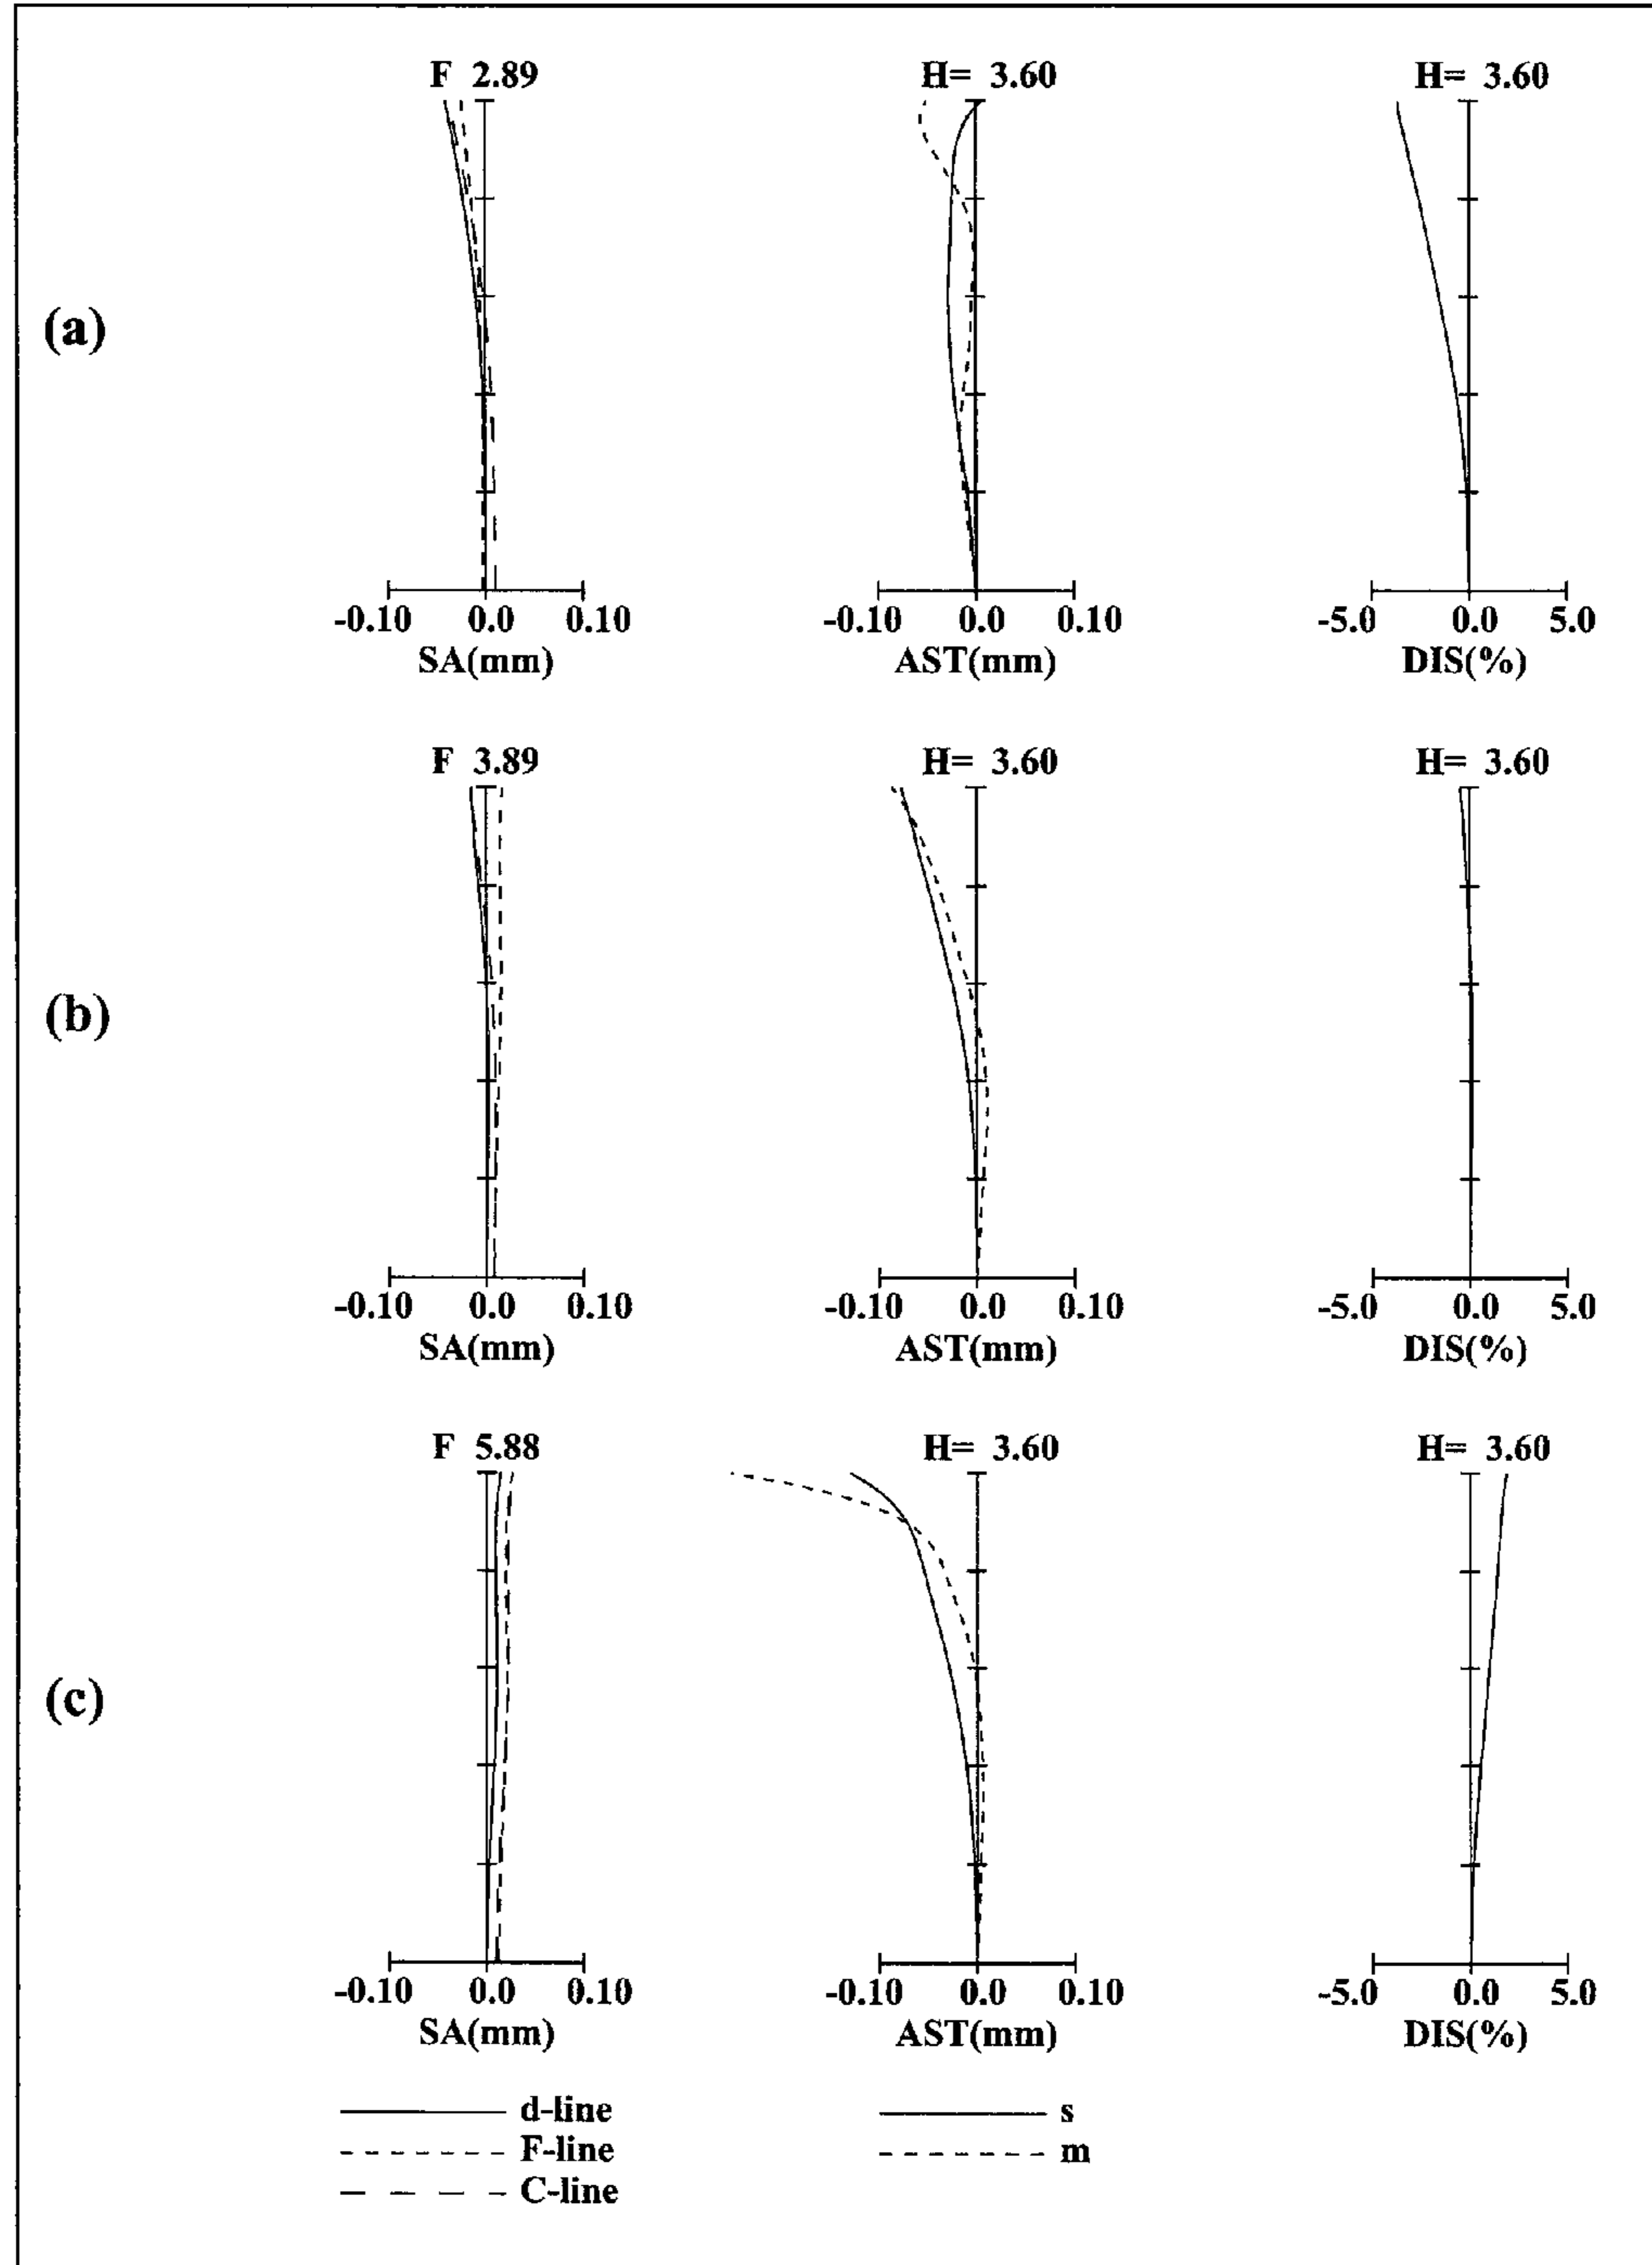 (a)
F 2.89
H= 3.60
H= 3.60
-0.10 0.0 0.10
SA(mm)
-0.10 0.0 0.10
AST(mm)
-5.0 0.0 5.0
DIS(%)
(b)
F 3.89
H= 3.60
H= 3.60
-0.10 0.0 0.10
SA(mm)
-0.10 0.0 0.10
AST(mm)
-5.0 0.0 5.0
DIS(%)
(c)
F 5.88
H= 3.60
H= 3.60
-0.10 0.0 0.10
SA(mm)
-0.10 0.0 0.10
AST(mm)
-5.0 0.0 5.0
DIS(%)
d-line
F-line
C-line
s
m